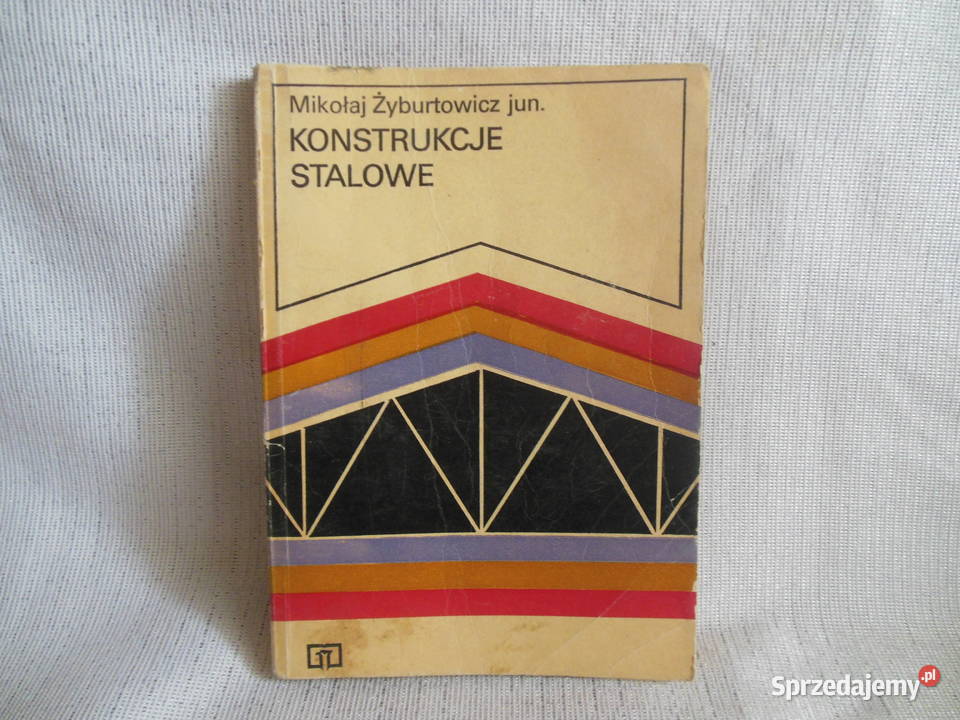 Mikołaj Żyburtowicz jun.
KONSTRUKCJE
STALOWE
Sprzedajemy.pl